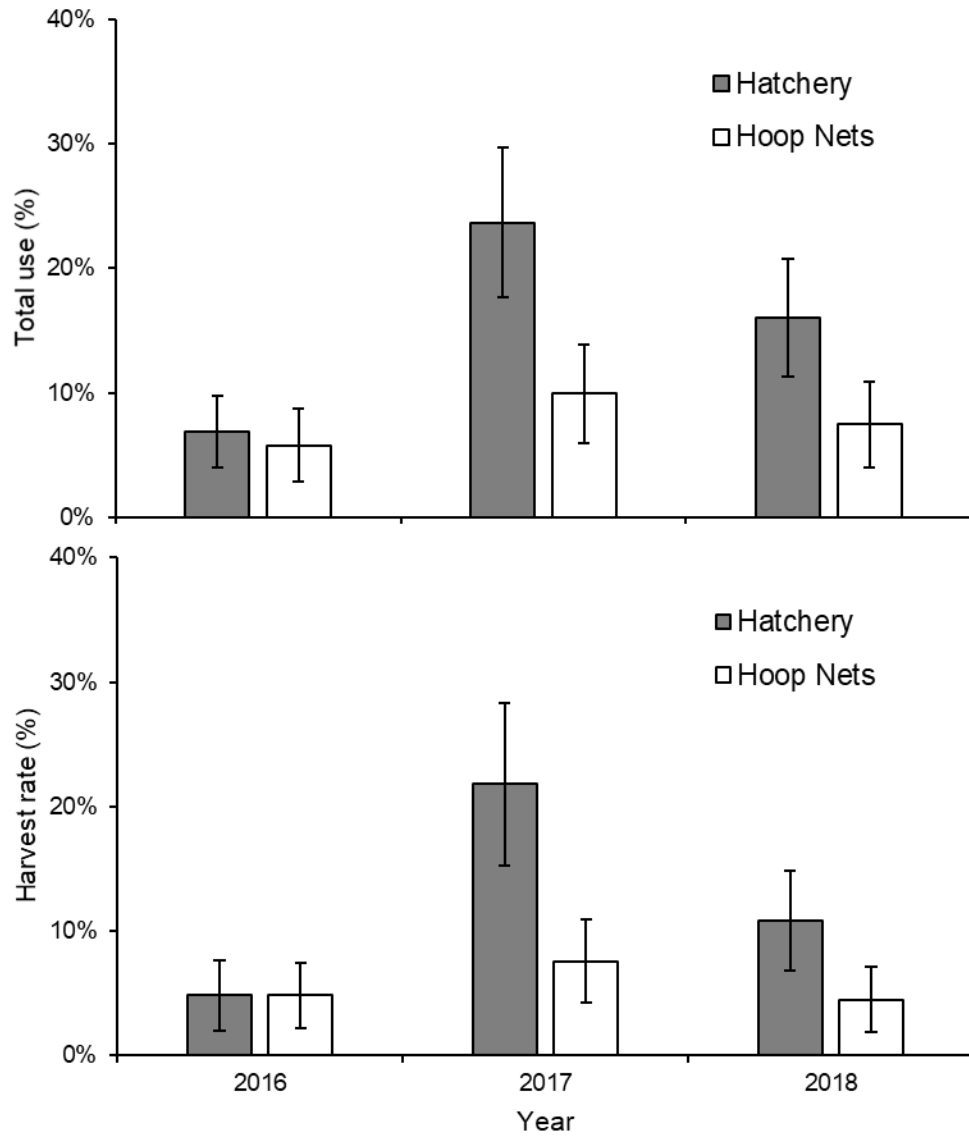 40%
30%
20%
10%
0%
Total use (%)
Hatchery
Hoop Nets
40%
30%
20%
10%
0%
Harvest rate (%)
Hatchery
Hoop Nets
2016 2017 2018
Year